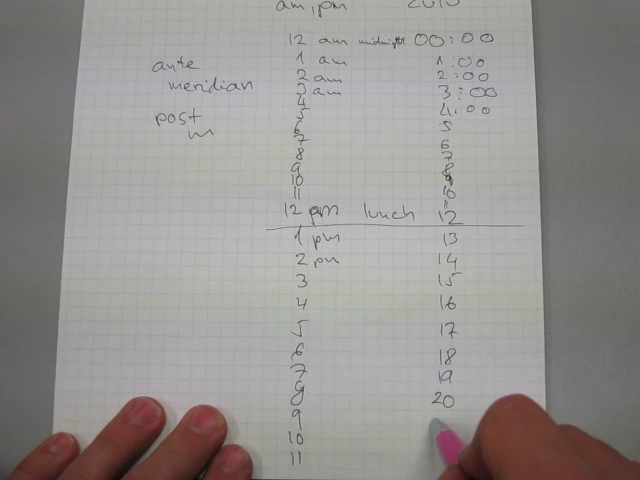 am, pm
12 am midnight 00:00
1 am 1:00
2 am 2:00
3 am 3:00
4 4:00
5 5
6 6
7 7
8 8
9 9
10 10
11 11
12 pm lunch 12
1 pm 13
2 pm 14
3 15
4 16
5 17
6 18
7 19
8 20
9
10
11
ante
meridian
post
m